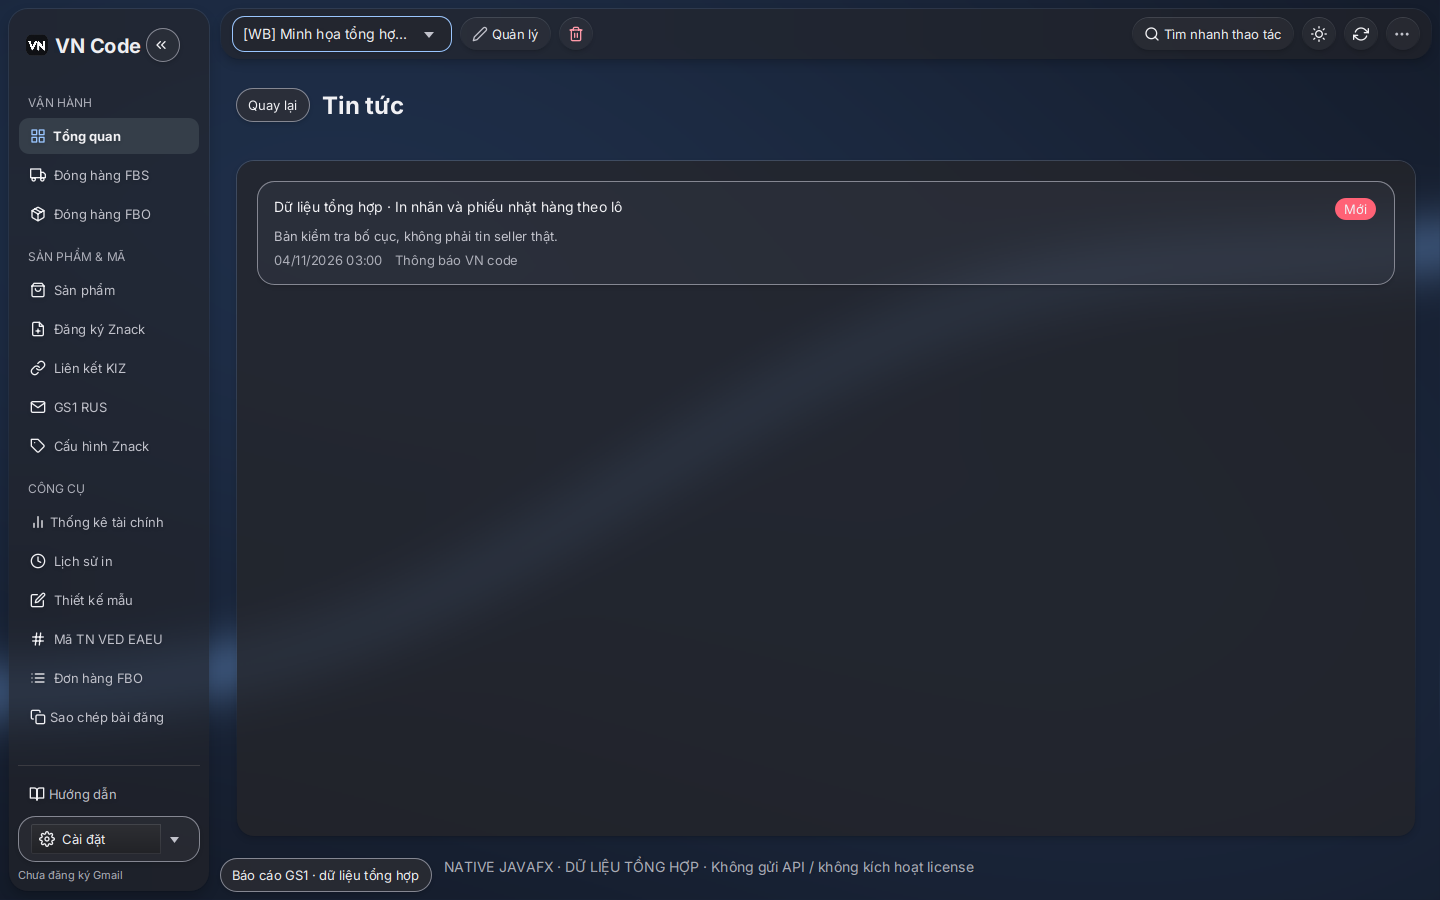 VN VN Code
VẬN HÀNH
Tổng quan
Đóng hàng FBS
Đóng hàng FBO
SẢN PHẨM & MÃ
Sản phẩm
Đăng ký Znack
Liên kết KIZ
GS1 RUS
Cấu hình Znack
CÔNG CỤ
Thống kê tài chính
Lịch sử in
Thiết kế mẫu
Mã TN VED EAEU
Đơn hàng FBO
Sao chép bài đăng
Hướng dẫn
Cài đặt
Chưa đăng ký Gmail
[WB] Minh họa tổng hợ...
Quản lý
Tìm nhanh thao tác
Quay lại
Tin tức
Dữ liệu tổng hợp · In nhãn và phiếu nhặt hàng theo lô
Mới
Bản kiểm tra bố cục, không phải tin seller thật.
04/11/2026 03:00 Thông báo VN code
Báo cáo GS1 · dữ liệu tổng hợp
NATIVE JAVAFX · DỮ LIỆU TỔNG HỢP · Không gửi API / không kích hoạt license